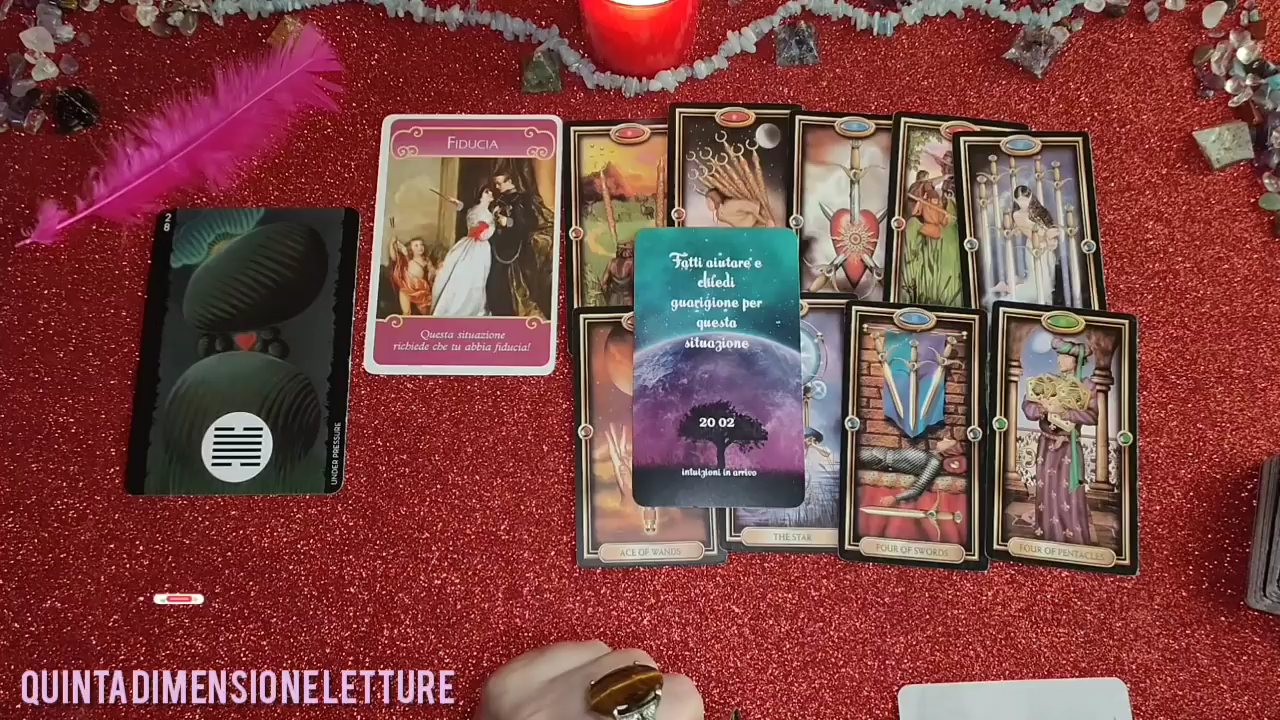 FIDUCIA
Questa situazione
richiede che tu abbia fiducia!
28
UNDER PRESSURE
Fatti aiutare e
chiedi
guarigione per
questa
situazione
20 02
intuizioni in arrivo
ACE OF WANDS
THE STAR
FOUR OF SWORDS
FOUR OF PENTACLES
QUINTADIMENSIONELETTURE